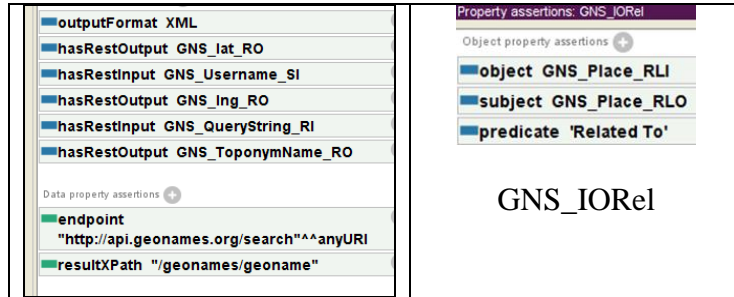 outputFormat XML
hasRestOutput GNS_lat_RO
hasRestInput GNS_Username_SI
hasRestOutput GNS_lng_RO
hasRestInput GNS_QueryString_RI
hasRestOutput GNS_ToponymName_RO
Data property assertions
endpoint
"http://api.geonames.org/search"^^anyURI
resultXPath "/geonames/geoname"
Property assertions: GNS_IORel
Object property assertions
object GNS_Place_RLI
subject GNS_Place_RLO
predicate 'Related To'
GNS_IORel